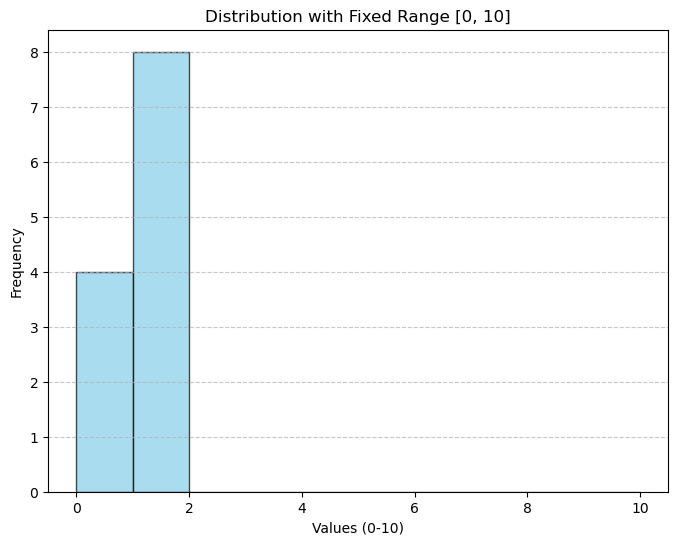 Distribution with Fixed Range [0, 10]
8
7
6
5
4
3
2
1
0
Frequency
0 2 4 6 8 10
Values (0-10)